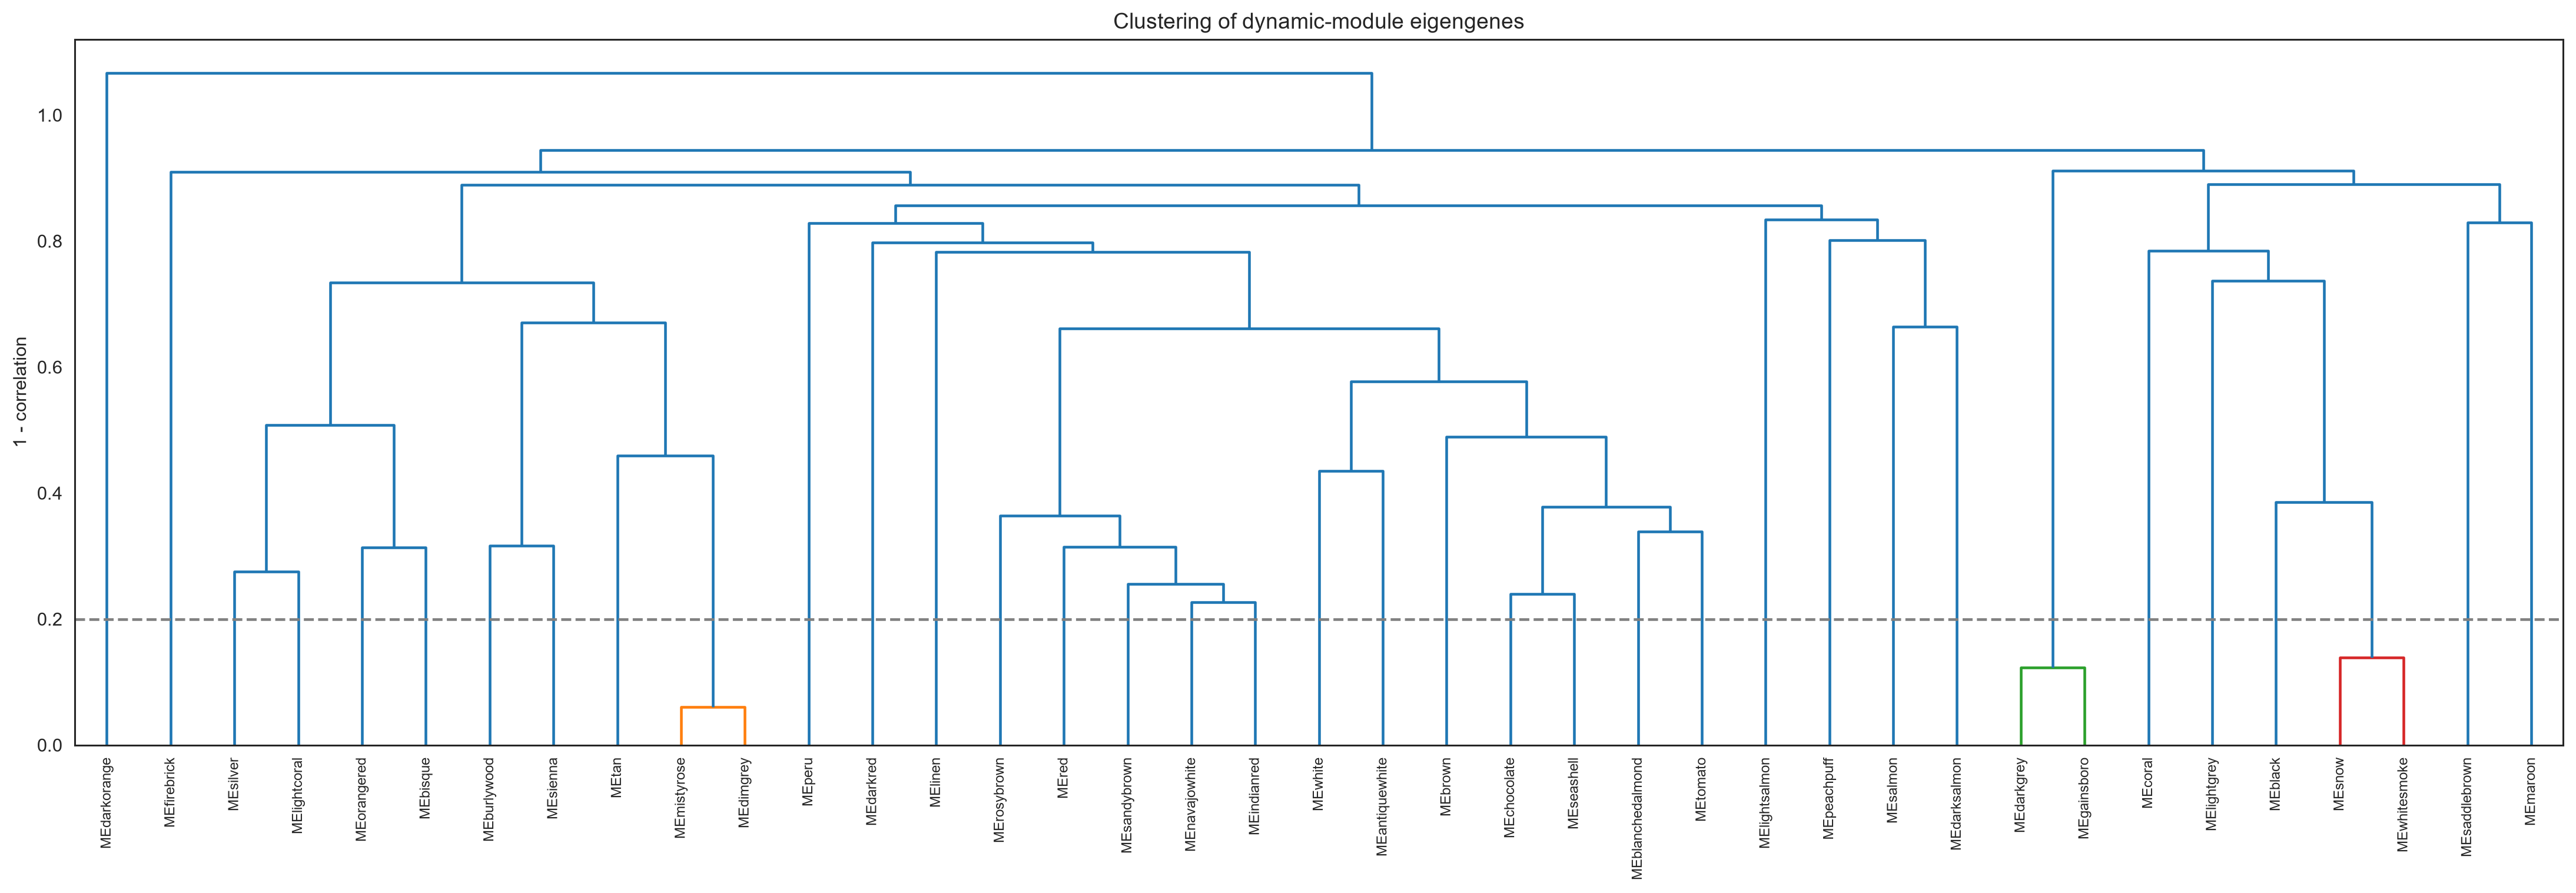 Clustering of dynamic-module eigengenes
1 - correlation
1.0
0.8
0.6
0.4
0.2
0.0
MEdarkorange
MEfirebrick
MEsilver
MElightcoral
MEorangered
MEbisque
MEburlywood
MEsienna
MEtan
MEmistyrose
MEdimgrey
MEperu
MEdarkred
MElinen
MErosybrown
MEred
MEsandybrown
MEnavajowhite
MEindianred
MEwhite
MEantiquewhite
MEbrown
MEchocolate
MEseashell
MEblanchedalmond
MEtomato
MElightsalmon
MEpeachpuff
MEsalmon
MEdarksalmon
MEdarkgrey
MEgainsboro
MEcoral
MElightgrey
MEblack
MEsnow
MEwhitesmoke
MEsaddlebrown
MEmaroon